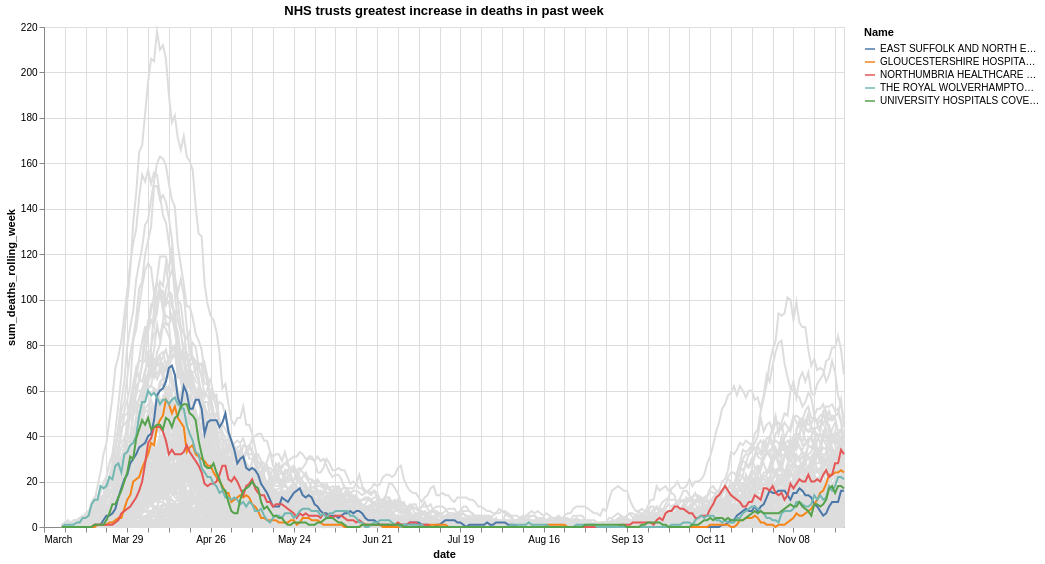 NHS trusts greatest increase in deaths in past week
220
200
180
160
140
120
100
80
60
40
20
0
sum_deaths_rolling_week
March
Mar 29
Apr 26
May 24
Jun 21
Jul 19
Aug 16
Sep 13
Oct 11
Nov 08
date
Name
EAST SUFFOLK AND NORTH E…
GLOUCESTERSHIRE HOSPITA…
NORTHUMBRIA HEALTHCARE …
THE ROYAL WOLVERHAMPTO…
UNIVERSITY HOSPITALS COVE…